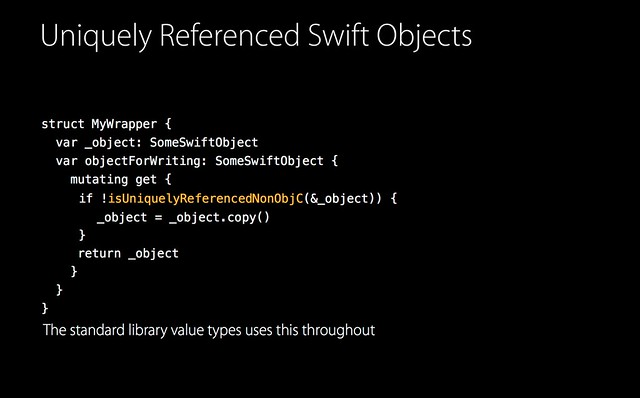 Uniquely Referenced Swift Objects
struct MyWrapper {
  var _object: SomeSwiftObject
  var objectForWriting: SomeSwiftObject {
    mutating get {
      if !isUniquelyReferencedNonObjC(&_object)) {
        _object = _object.copy()
      }
      return _object
    }
  }
}
The standard library value types uses this throughout